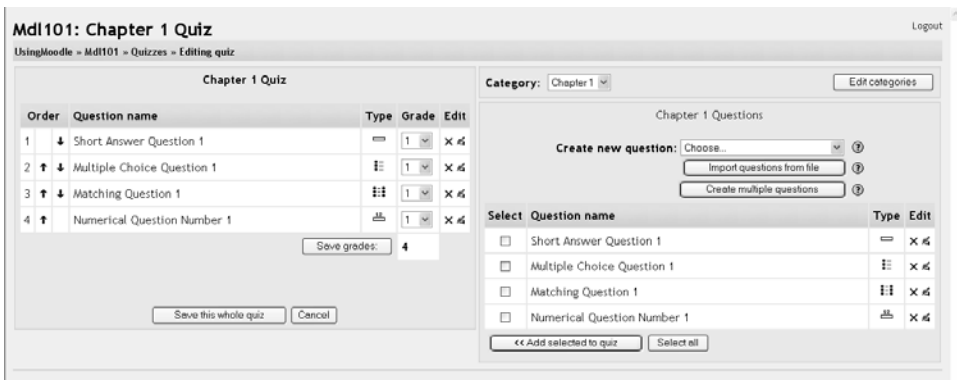 Mdl101: Chapter 1 Quiz
Logout
UsingMoodle » Mdl101 » Quizzes » Editing quiz
Chapter 1 Quiz
Order Question name Type Grade Edit
1 Short Answer Question 1 1
2 Multiple Choice Question 1 1
3 Matching Question 1 1
4 Numerical Question Number 1 1
Save grades: 4
Save this whole quiz Cancel
Category: Chapter 1 Edit categories
Chapter 1 Questions
Create new question: Choose... ?
Import questions from file ?
Create multiple questions ?
Select Question name Type Edit
Short Answer Question 1
Multiple Choice Question 1
Matching Question 1
Numerical Question Number 1
<< Add selected to quiz Select all